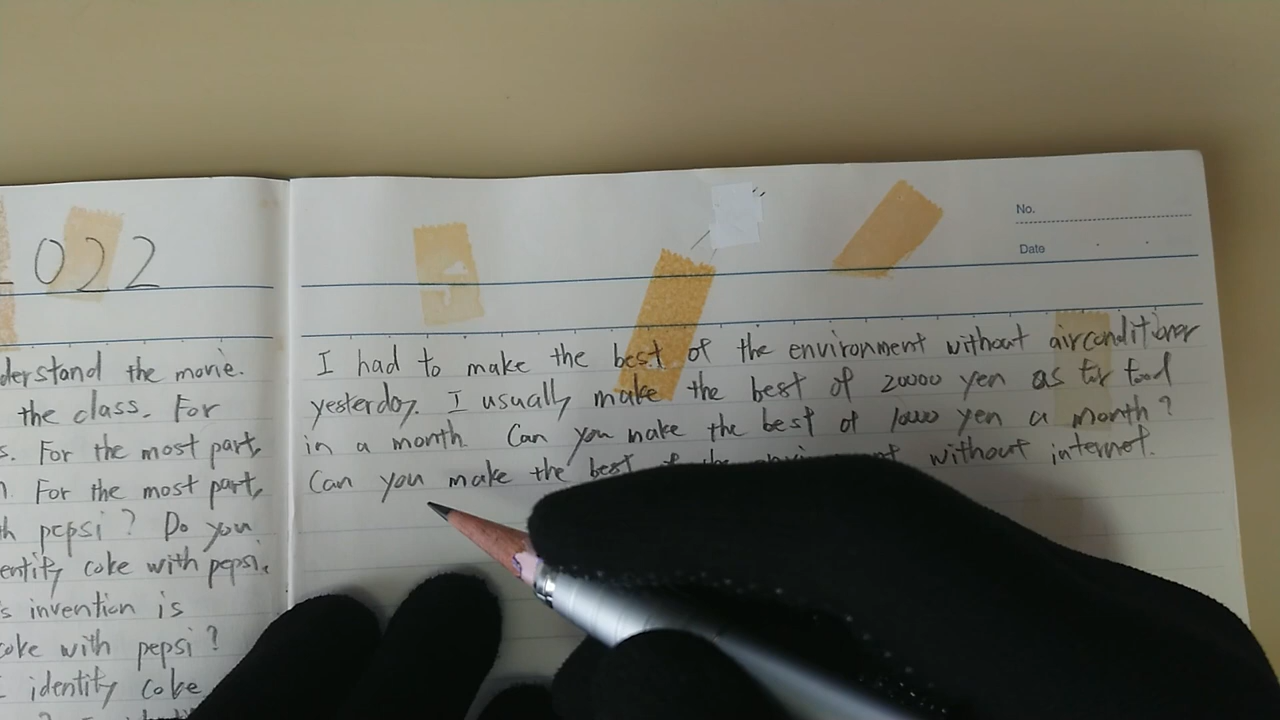 022
No.
Date
derstand the movie.
the class. For
s. For the most part,
n. For the most part,
th pepsi? Do you
entify coke with pepsi.
s invention is
coke with pepsi?
I identify coke
I had to make the best of the environment without airconditioner
yesterday. I usually make the best of 20000 yen as for food
in a month. Can you make the best of 10000 yen a month?
Can you make the best without internet.